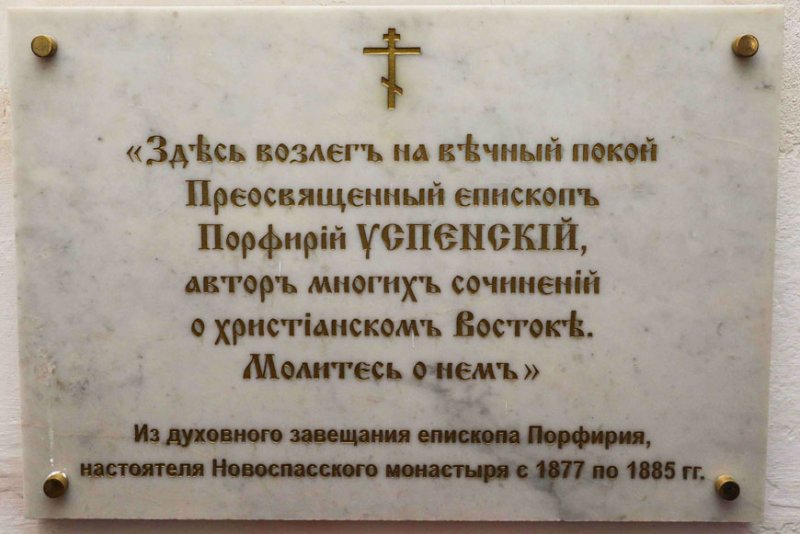 «Здѣсь возлегъ на вѣчный покой
Преосвященный епископъ
Порфирій УСПЕНСКІЙ,
авторъ многихъ сочиненій
о христіанскомъ Востокѣ.
Молитесь о немъ»
Из духовного завещания епископа Порфирия,
настоятеля Новоспасского монастыря с 1877 по 1885 гг.